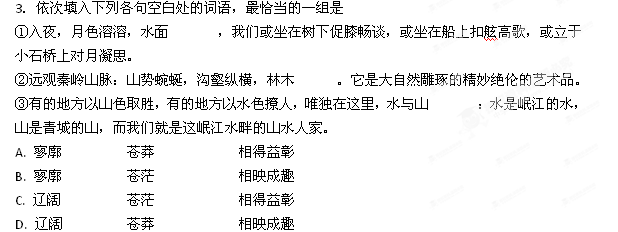 3. 依次填入下列各句空白处的词语，最恰当的一组是
①入夜，月色溶溶，水面　　　，我们或坐在树下促膝畅谈，或坐在船上扣舷高歌，或立于
小石桥上对月凝思。
②远观秦岭山脉：山势蜿蜒，沟壑纵横，林木　　　。它是大自然雕琢的精妙绝伦的艺术品。
③有的地方以山色取胜，有的地方以水色撩人，唯独在这里，水与山　　　：水是岷江的水，
山是青城的山，而我们就是这岷江水畔的山水人家。
A. 寥廓　　苍莽　　相得益彰
B. 寥廓　　苍茫　　相映成趣
C. 辽阔　　苍茫　　相得益彰
D. 辽阔　　苍莽　　相映成趣